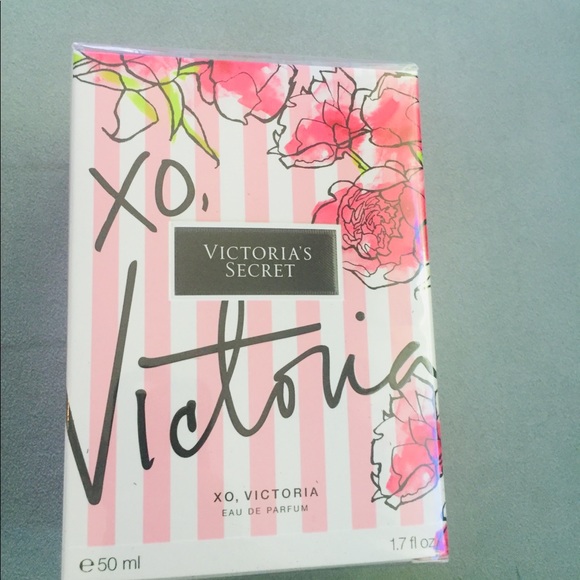 XO,
VICTORIA'S
SECRET
Victoria
XO, VICTORIA
EAU DE PARFUM
e 50 ml
1.7 fl oz